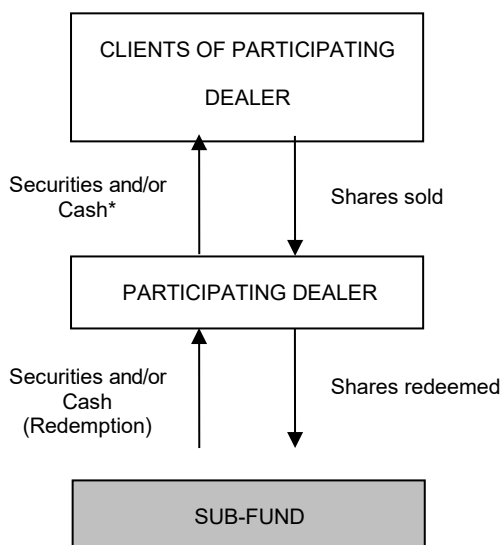 CLIENTS OF PARTICIPATING
DEALER
Securities and/or
Cash*
Shares sold
PARTICIPATING DEALER
Securities and/or
Cash
(Redemption)
Shares redeemed
SUB-FUND